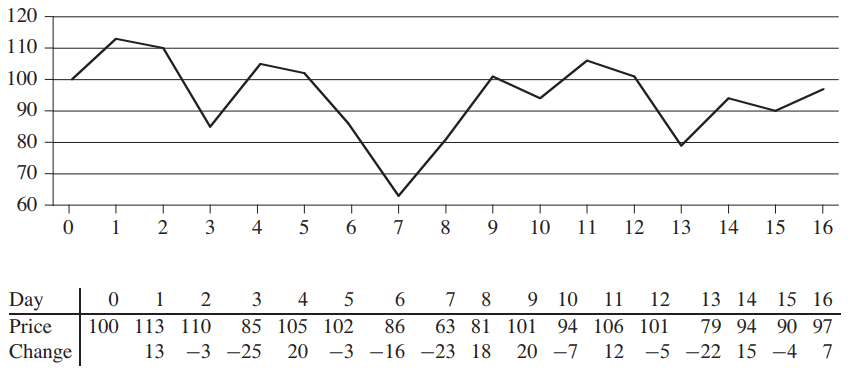 120
110
100
90
80
70
60
0 1 2 3 4 5 6 7 8 9 10 11 12 13 14 15 16
Day 0 1 2 3 4 5 6 7 8 9 10 11 12 13 14 15 16
Price 100 113 110 85 105 102 86 63 81 101 94 106 101 79 94 90 97
Change 13 −3 −25 20 −3 −16 −23 18 20 −7 12 −5 −22 15 −4 7